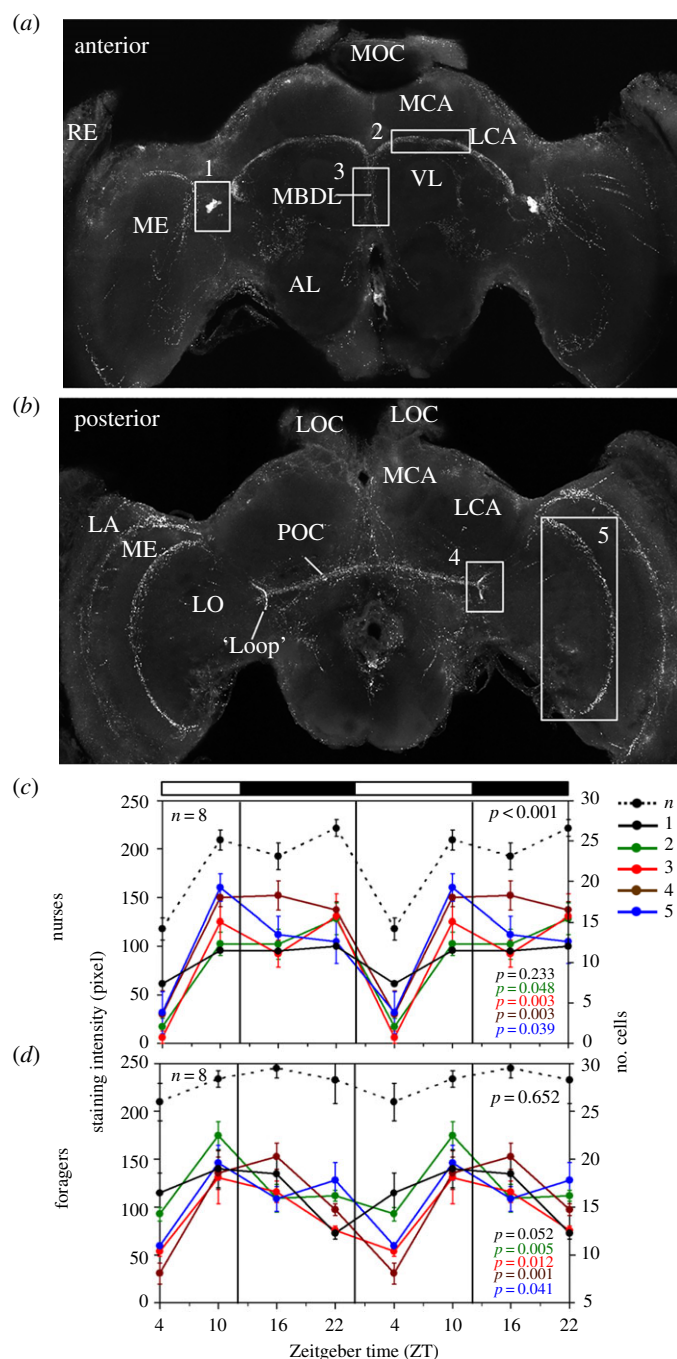 (a)
anterior
MOC
MCA
RE
2
LCA
1
3
VL
MBDL
ME
AL
(b)
posterior
LOC
LOC
MCA
LA
LCA
5
ME
POC
4
LO
'Loop'
(c)
250
30
n = 8
p < 0.001
n
200
25
1
2
150
20
3
4
nurses
100
15
5
50
10
p = 0.233
p = 0.048
p = 0.003
p = 0.003
p = 0.039
5
0
0
staining intensity (pixel)
no. cells
(d)
250
30
n = 8
p = 0.652
200
25
150
20
foragers
100
15
50
10
p = 0.052
p = 0.005
p = 0.012
p = 0.001
p = 0.041
0
5
4 10 16 22 4 10 16 22
Zeitgeber time (ZT)